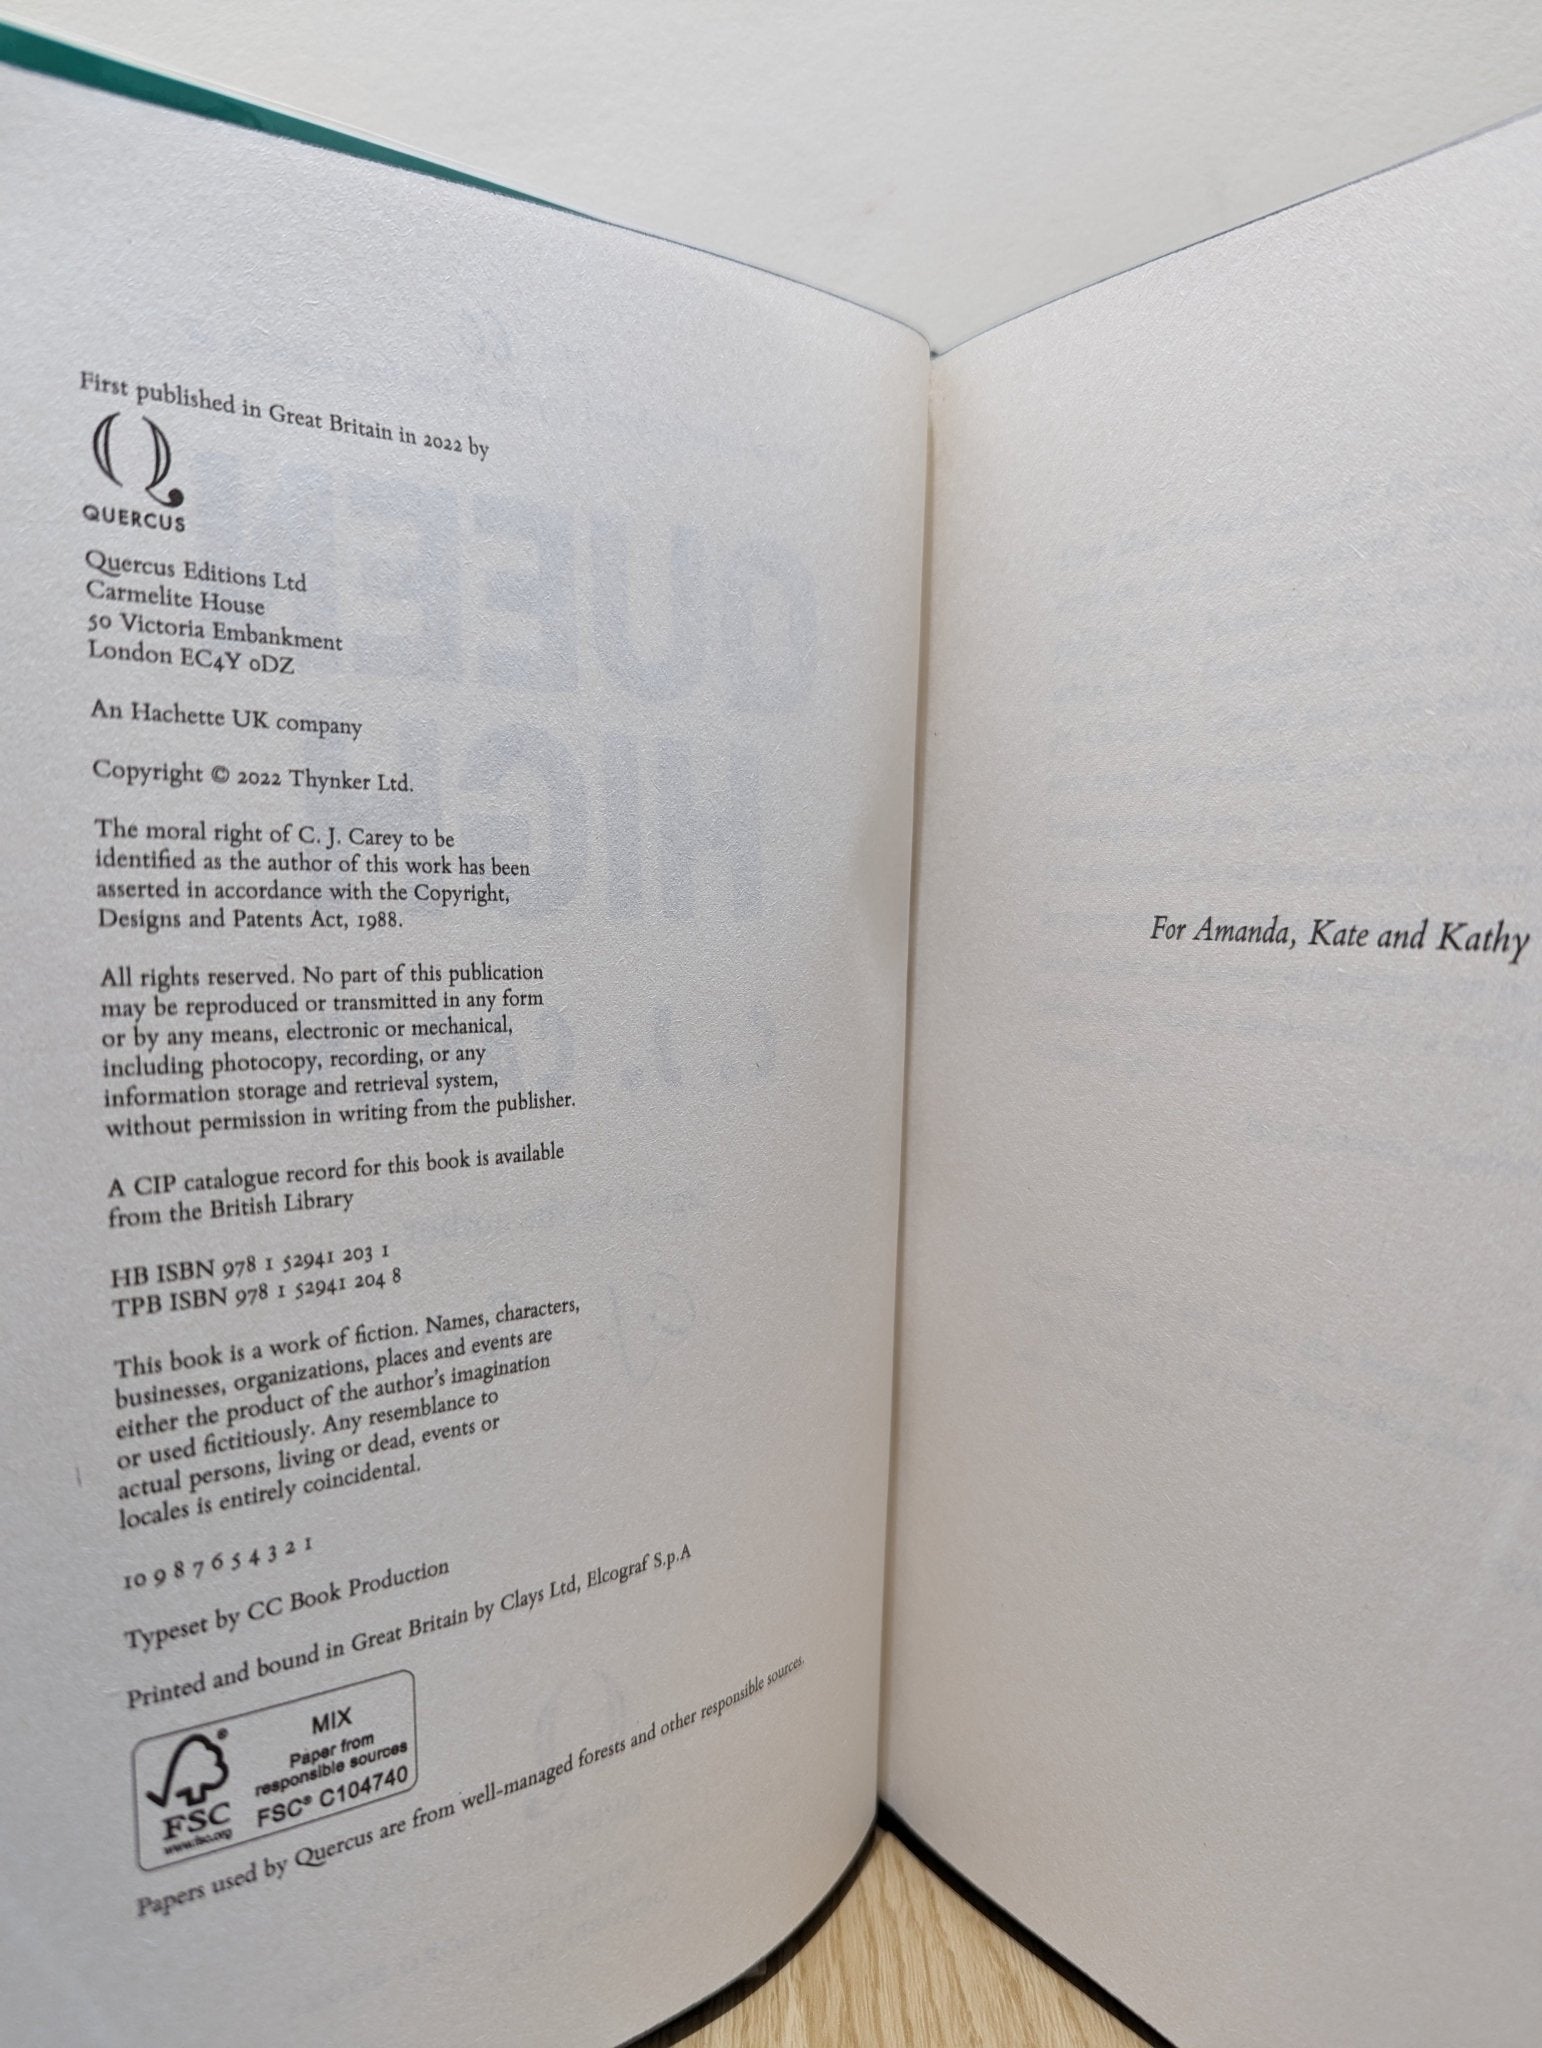 First published in Great Britain in 2022 by
QUERCUS
Quercus Editions Ltd
Carmelite House
50 Victoria Embankment
London EC4Y 0DZ
An Hachette UK company
Copyright © 2022 Thynker Ltd.
The moral right of C. J. Carey to be
identified as the author of this work has been
asserted in accordance with the Copyright,
Designs and Patents Act, 1988.
All rights reserved. No part of this publication
may be reproduced or transmitted in any form
or by any means, electronic or mechanical,
including photocopy, recording, or any
information storage and retrieval system,
without permission in writing from the publisher.
A CIP catalogue record for this book is available
from the British Library
HB ISBN 978 1 52941 203 1
TPB ISBN 978 1 52941 204 8
This book is a work of fiction. Names, characters,
businesses, organizations, places and events are
either the product of the author's imagination
or used fictitiously. Any resemblance to
actual persons, living or dead, events or
locales is entirely coincidental.
10 9 8 7 6 5 4 3 2 1
Typeset by CC Book Production
Printed and bound in Great Britain by Clays Ltd, Elcograf S.p.A
FSC
www.fsc.org
MIX
Paper from
responsible sources
FSC® C104740
Papers used by Quercus are from well-managed forests and other responsible sources.
For Amanda, Kate and Kathy